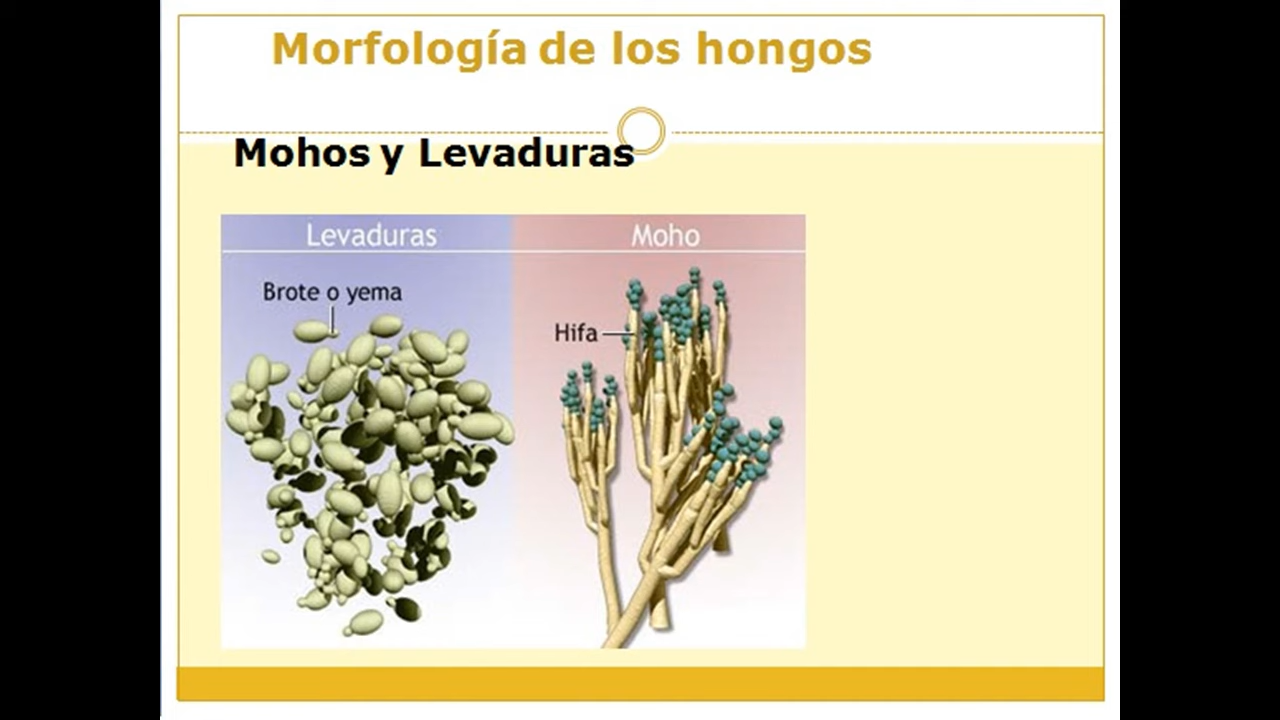 Morfología de los hongos
Mohos y Levaduras
Levaduras
Moho
Brote o yema
Hifa